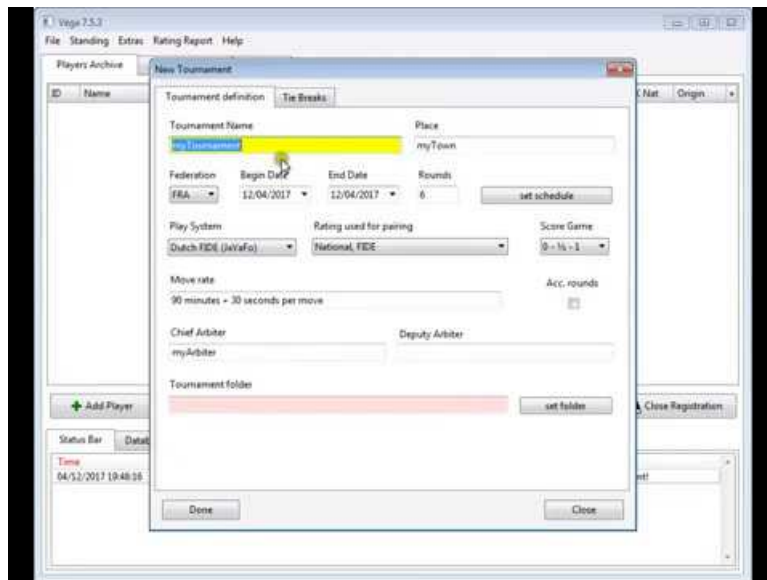 Vega 7.5.3
File Standing Extras Rating Report Help
Players Archive
New Tournament
ID Name
Nat Origin
Tournament definition Tie Breaks
Tournament Name Place
myTournament myTown
Federation Begin Date End Date Rounds
FRA 12/04/2017 12/04/2017 6 set schedule
Play System Rating used for pairing Score Game
Dutch FIDE (JaVaFo) National, FIDE 0 - ½ - 1
Move rate Acc. rounds
90 minutes + 30 seconds per move
Chief Arbiter Deputy Arbiter
myArbiter
Tournament folder
Add Player set folder Close Registration
Status Bar Datab
Time
04/12/2017 19:48:16
Done Close